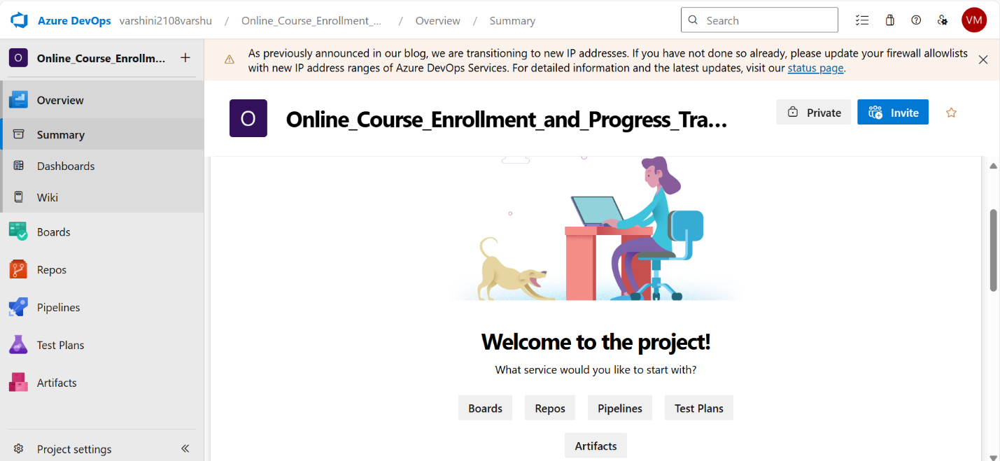 Azure DevOps varshini2108varshu / Online_Course_Enrollment_... / Overview / Summary
Search
VM
O Online_Course_Enrollm... +
As previously announced in our blog, we are transitioning to new IP addresses. If you have not done so already, please update your firewall allowlists
with new IP address ranges of Azure DevOps Services. For detailed information and the latest updates, visit our status page.
Overview
Summary
Dashboards
Wiki
Boards
Repos
Pipelines
Test Plans
Artifacts
Project settings
O Online_Course_Enrollment_and_Progress_Tra...
Private
Invite
Welcome to the project!
What service would you like to start with?
Boards Repos Pipelines Test Plans
Artifacts